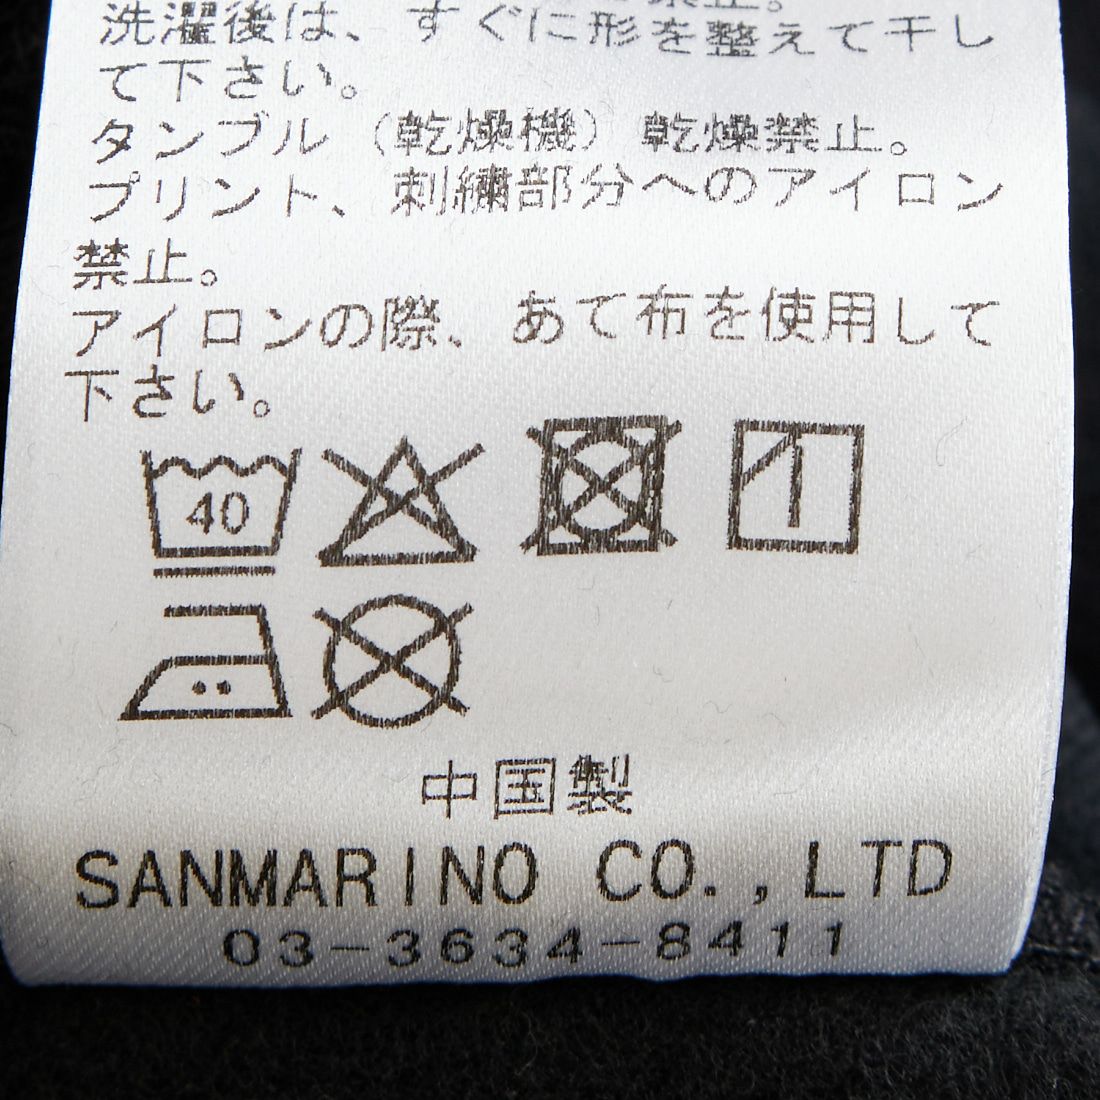 禁止。
洗濯後は、すぐに形を整えて干し
て下さい。
タンブル（乾燥機）乾燥禁止。
プリント、刺繍部分へのアイロン
禁止。
アイロンの際、あて布を使用して
下さい。
40
中国製
SANMARINO CO.,LTD
03-3634-8411